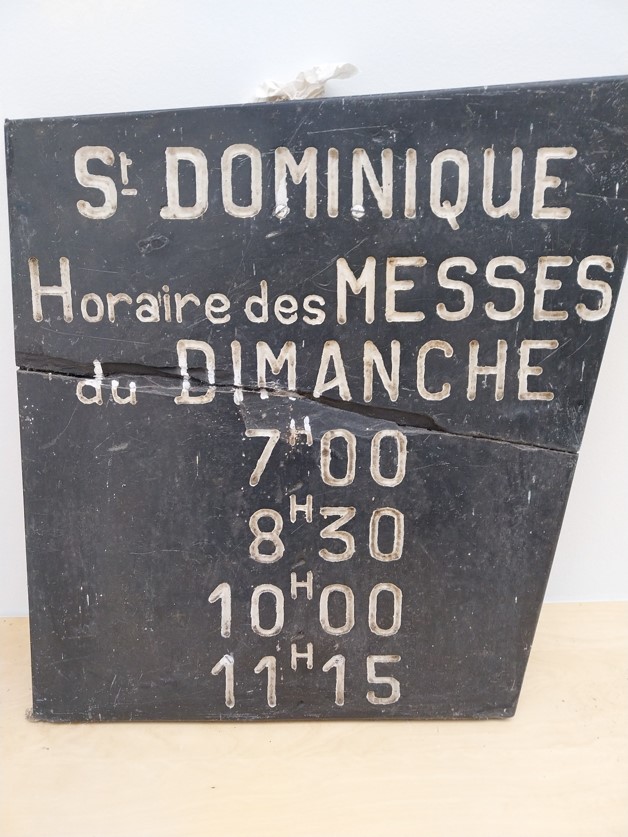 St DOMINIQUE
Horaire des MESSES
du DIMANCHE
7H00
8H30
10H00
11H15